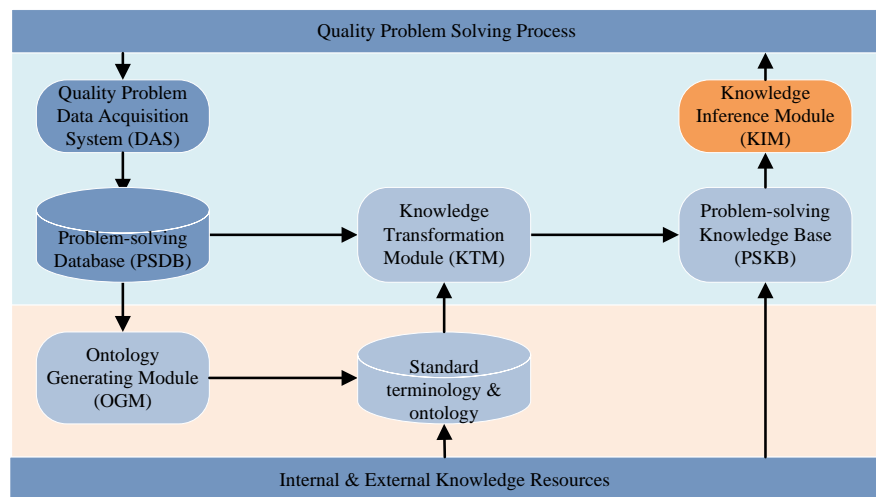 Quality Problem Solving Process
Quality Problem
Data Acquisition
System (DAS)
Knowledge
Inference Module
(KIM)
Problem-solving
Database (PSDB)
Knowledge
Transformation
Module (KTM)
Problem-solving
Knowledge Base
(PSKB)
Ontology
Generating Module
(OGM)
Standard
terminology &
ontology
Internal & External Knowledge Resources